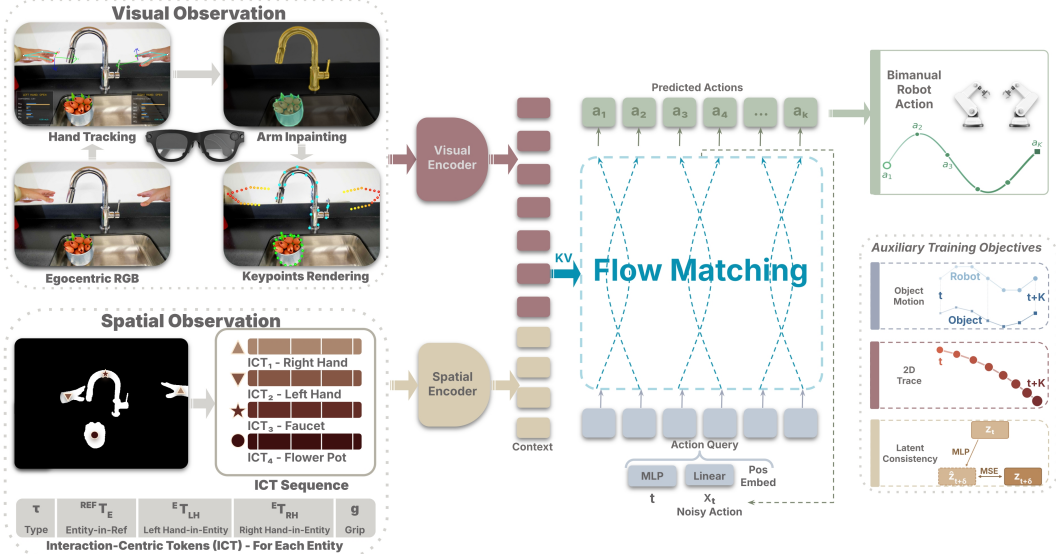 Visual Observation
Hand Tracking
Arm Inpainting
Egocentric RGB
Keypoints Rendering
Spatial Observation
ICT₁ - Right Hand
ICT₂ - Left Hand
ICT₃ - Faucet
ICT₄ - Flower Pot
ICT Sequence
τ
REF T E
E T LH
E T RH
g
Type
Entity-in-Ref
Left Hand-in-Entity
Right Hand-in-Entity
Grip
Interaction-Centric Tokens (ICT) - For Each Entity
Visual
Encoder
Spatial
Encoder
Context
KV
Predicted Actions
a₁ a₂ a₃ a₄ ... aₖ
Flow Matching
Action Query
MLP
Linear
Pos
Embed
t
Xₜ
Noisy Action
Bimanual
Robot
Action
a₁
a₂
a₃
aK
Auxiliary Training Objectives
Object
Motion
Robot
t
t+K
Object
2D
Trace
t
t+K
Latent
Consistency
zₜ
MLP
ẑt+δ
MSE
zt+δ